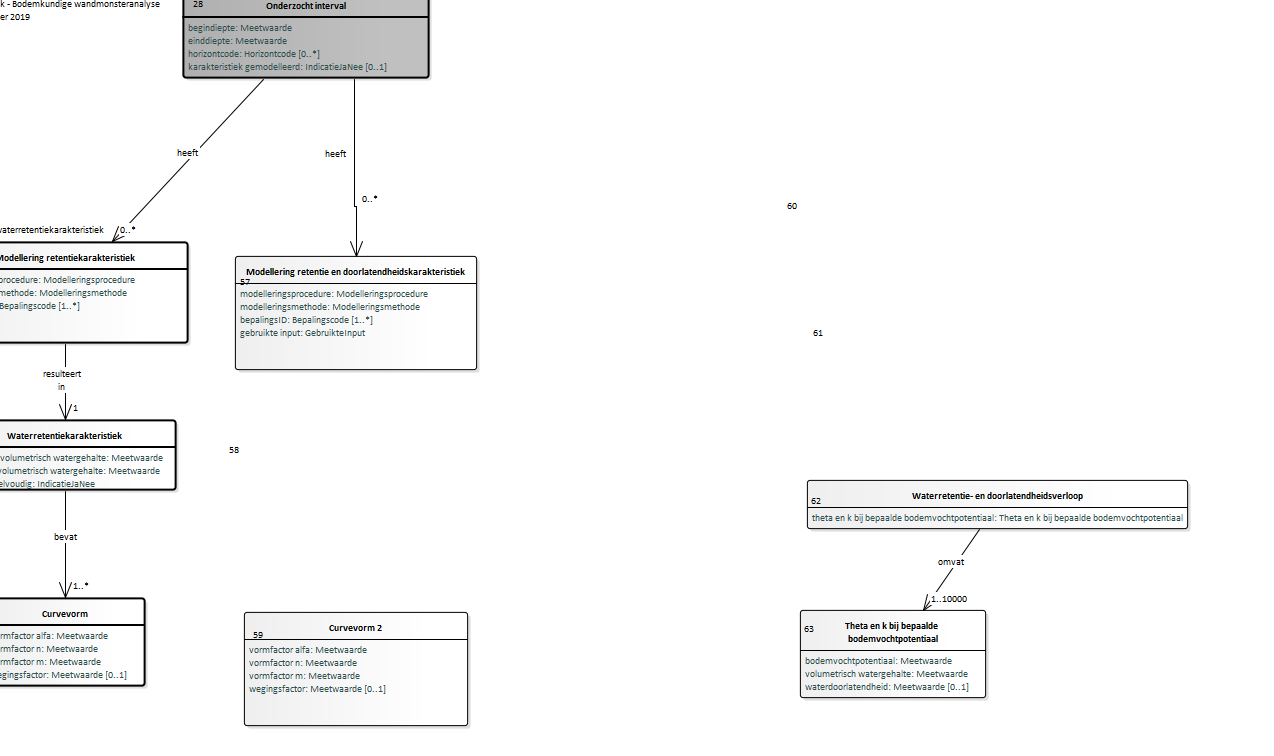 k - Bodemkundige wandmonsteranalyse
er 2019
28
Onderzocht interval
begindiepte: Meetwaarde
einddiepte: Meetwaarde
horizontcode: Horizontcode [0..*]
karakteristiek gemodelleerd: IndicatieJaNee [0..1]
heeft
heeft
0..*
60
waterretentiekarakteristiek
0..*
Modellering retentiekarakteristiek
procedure: Modelleringsprocedure
methode: Modelleringsmethode
Bepalingscode [1..*]
Modellering retentie en doorlatendheidskarakteristiek
57
modelleringsprocedure: Modelleringsprocedure
modelleringsmethode: Modelleringsmethode
bepalingsID: Bepalingscode [1..*]
gebruikte input: GebruikteInput
61
resulteert
in
1
Waterretentiekarakteristiek
volumetrisch watergehalte: Meetwaarde
volumetrisch watergehalte: Meetwaarde
elvoudig: IndicatieJaNee
58
62
Waterretentie- en doorlatendheidsverloop
theta en k bij bepaalde bodemvochtpotentiaal: Theta en k bij bepaalde bodemvochtpotentiaal
bevat
1..*
omvat
1..10000
Curvevorm
rmfactor alfa: Meetwaarde
rmfactor n: Meetwaarde
rmfactor m: Meetwaarde
egingsfactor: Meetwaarde [0..1]
Curvevorm 2
59
vormfactor alfa: Meetwaarde
vormfactor n: Meetwaarde
vormfactor m: Meetwaarde
wegingsfactor: Meetwaarde [0..1]
63
Theta en k bij bepaalde
bodemvochtpotentiaal
bodemvochtpotentiaal: Meetwaarde
volumetrisch watergehalte: Meetwaarde
waterdoorlatendheid: Meetwaarde [0..1]